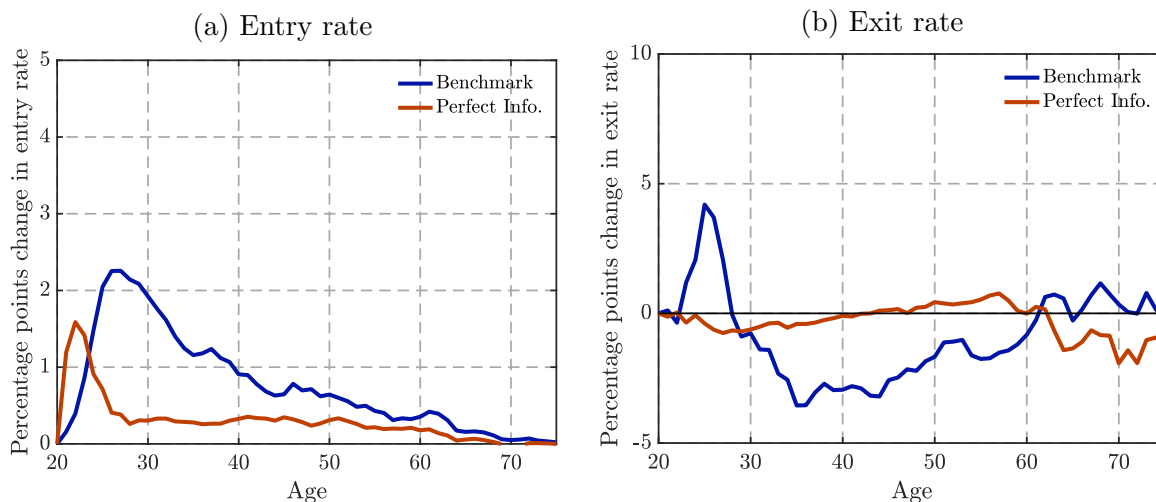 (a) Entry rate
Percentage points change in entry rate
5
4
3
2
1
0
Benchmark
Perfect Info.
20 30 40 50 60 70
Age
(b) Exit rate
Percentage points change in exit rate
10
5
0
-5
Benchmark
Perfect Info.
20 30 40 50 60 70
Age